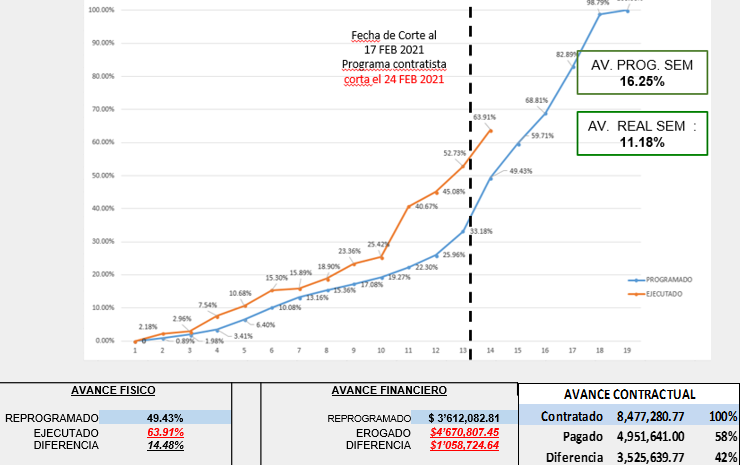 98.79%
100.00%
Fecha de Corte al
17 FEB 2021
Programa contratista
corta el 24 FEB 2021
90.00%
82.89%
AV. PROG. SEM
16.25%
80.00%
70.00%
68.81%
63.91%
AV. REAL SEM :
11.18%
60.00%
59.71%
52.73%
50.00%
49.43%
45.08%
40.00%
40.67%
33.18%
30.00%
25.42%
25.96%
23.36%
22.30%
20.00%
18.90%
19.27%
15.30%
15.89%
15.36%
17.08%
PROGRAMADO
10.00%
10.68%
10.08%
13.16%
EJECUTADO
7.54%
6.40%
2.18%
2.96%
3.41%
0.00%
0
0.89%
1.98%
1 2 3 4 5 6 7 8 9 10 11 12 13 14 15 16 17 18 19
AVANCE FISICO
REPROGRAMADO 49.43%
EJECUTADO 63.91%
DIFERENCIA 14.48%
AVANCE FINANCIERO
REPROGRAMADO $ 3'612,082.81
EROGADO $4'670,807.45
DIFERENCIA $1'058,724.64
AVANCE CONTRACTUAL
Contratado 8,477,280.77 100%
Pagado 4,951,641.00 58%
Diferencia 3,525,639.77 42%